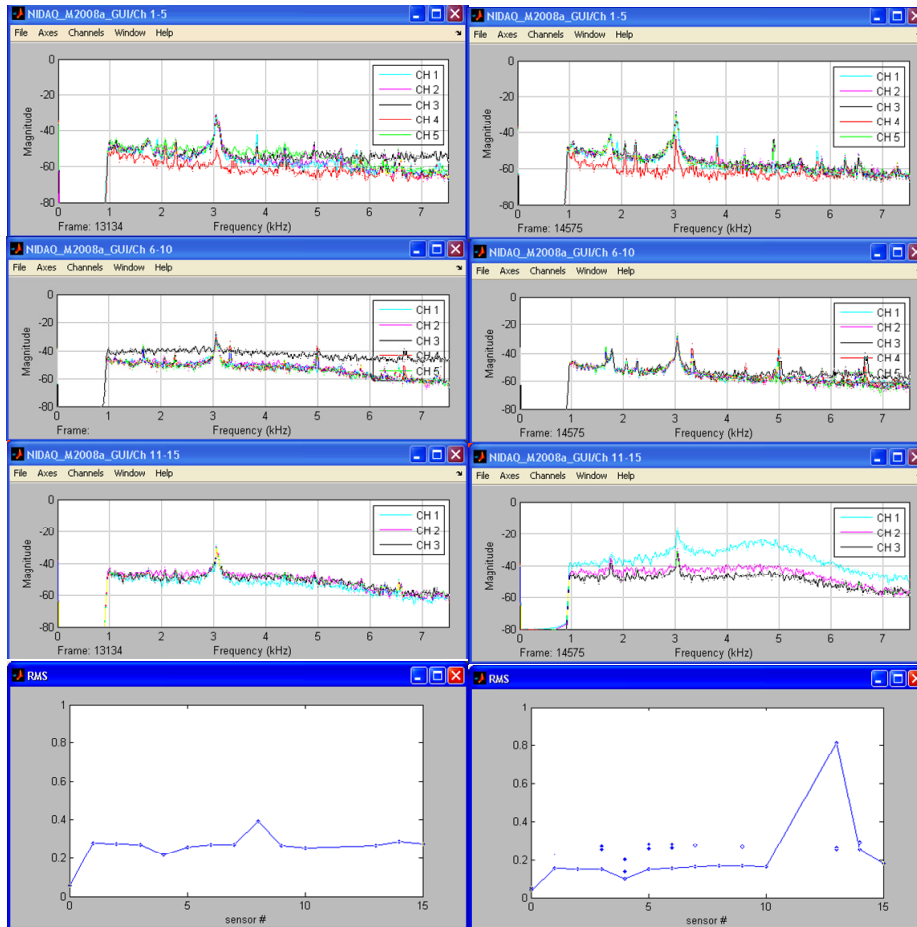 NIDAQ_M2008a_GUI/Ch 1-5
File Axes Channels Window Help
0
-20
-40
-60
-80
Magnitude
CH 1
CH 2
CH 3
CH 4
CH 5
0 1 2 3 4 5 6 7
Frame: 13134
Frequency (kHz)
NIDAQ_M2008a_GUI/Ch 1-5
File Axes Channels Window Help
0
-20
-40
-60
-80
Magnitude
CH 1
CH 2
CH 3
CH 4
CH 5
0 1 2 3 4 5 6 7
Frame: 14575
Frequency (kHz)
NIDAQ_M2008a_GUI/Ch 6-10
File Axes Channels Window Help
0
-20
-40
-60
-80
Magnitude
CH 1
CH 2
CH 3
CH 4
CH 5
0 1 2 3 4 5 6 7
Frame:
Frequency (kHz)
NIDAQ_M2008a_GUI/Ch 6-10
File Axes Channels Window Help
0
-20
-40
-60
-80
Magnitude
CH 1
CH 2
CH 3
CH 4
CH 5
0 1 2 3 4 5 6 7
Frame: 14575
Frequency (kHz)
NIDAQ_M2008a_GUI/Ch 11-15
File Axes Channels Window Help
0
-20
-40
-60
-80
Magnitude
CH 1
CH 2
CH 3
0 1 2 3 4 5 6 7
Frame: 13134
Frequency (kHz)
NIDAQ_M2008a_GUI/Ch 11-15
File Axes Channels Window Help
0
-20
-40
-60
-80
Magnitude
CH 1
CH 2
CH 3
0 1 2 3 4 5 6 7
Frame: 14575
Frequency (kHz)
RMS
1
0.8
0.6
0.4
0.2
0
0 5 10 15
sensor #
RMS
1
0.8
0.6
0.4
0.2
0
0 5 10 15
sensor #